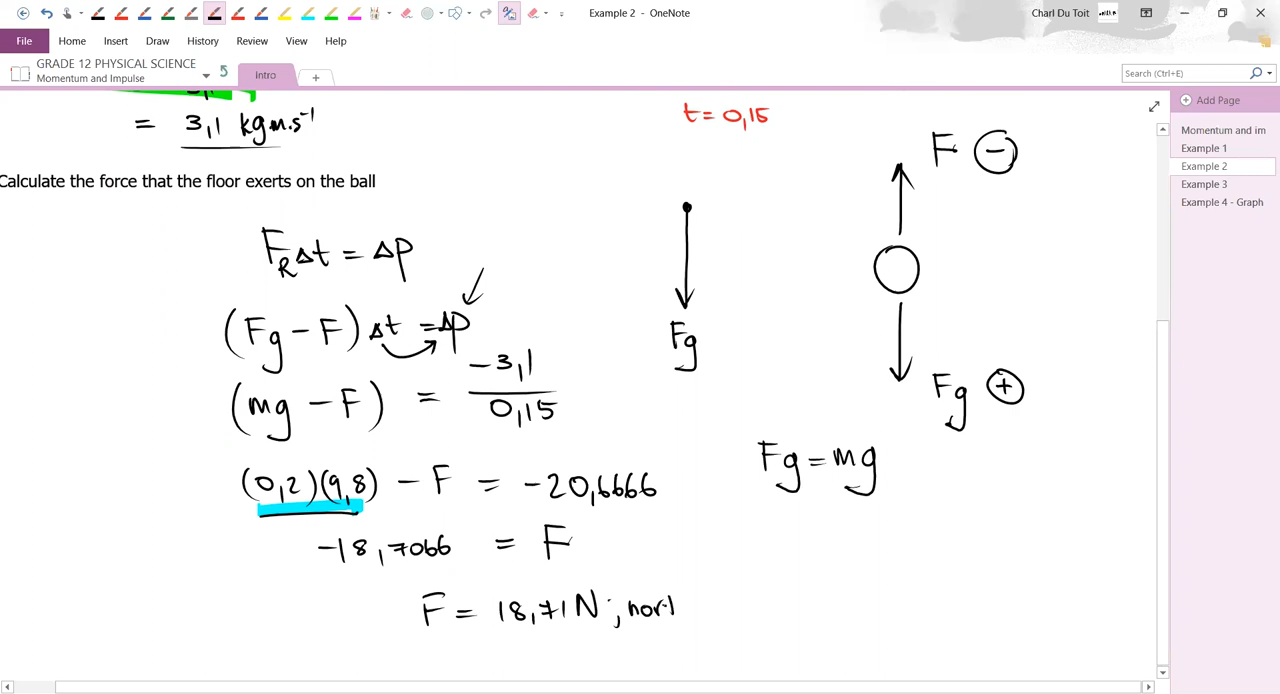 Example 2 - OneNote
Charl Du Toit
File Home Insert Draw History Review View Help
GRADE 12 PHYSICAL SCIENCE
Momentum and Impulse
Intro
+
Search (Ctrl+E)
Add Page
Momentum and im
Example 1
Example 2
Example 3
Example 4 - Graph
= 3,1 kg m.s⁻¹
t = 0,15
Calculate the force that the floor exerts on the ball
F_R Δt = Δp
(Fg - F) Δt = Δp
(mg - F) = -3,1 / 0,15
(0,2)(9,8) - F = -20,6666
-18,7066 = F
F = 18,71 N ; nor
Fg
F ⊖
Fg ⊕
Fg = mg